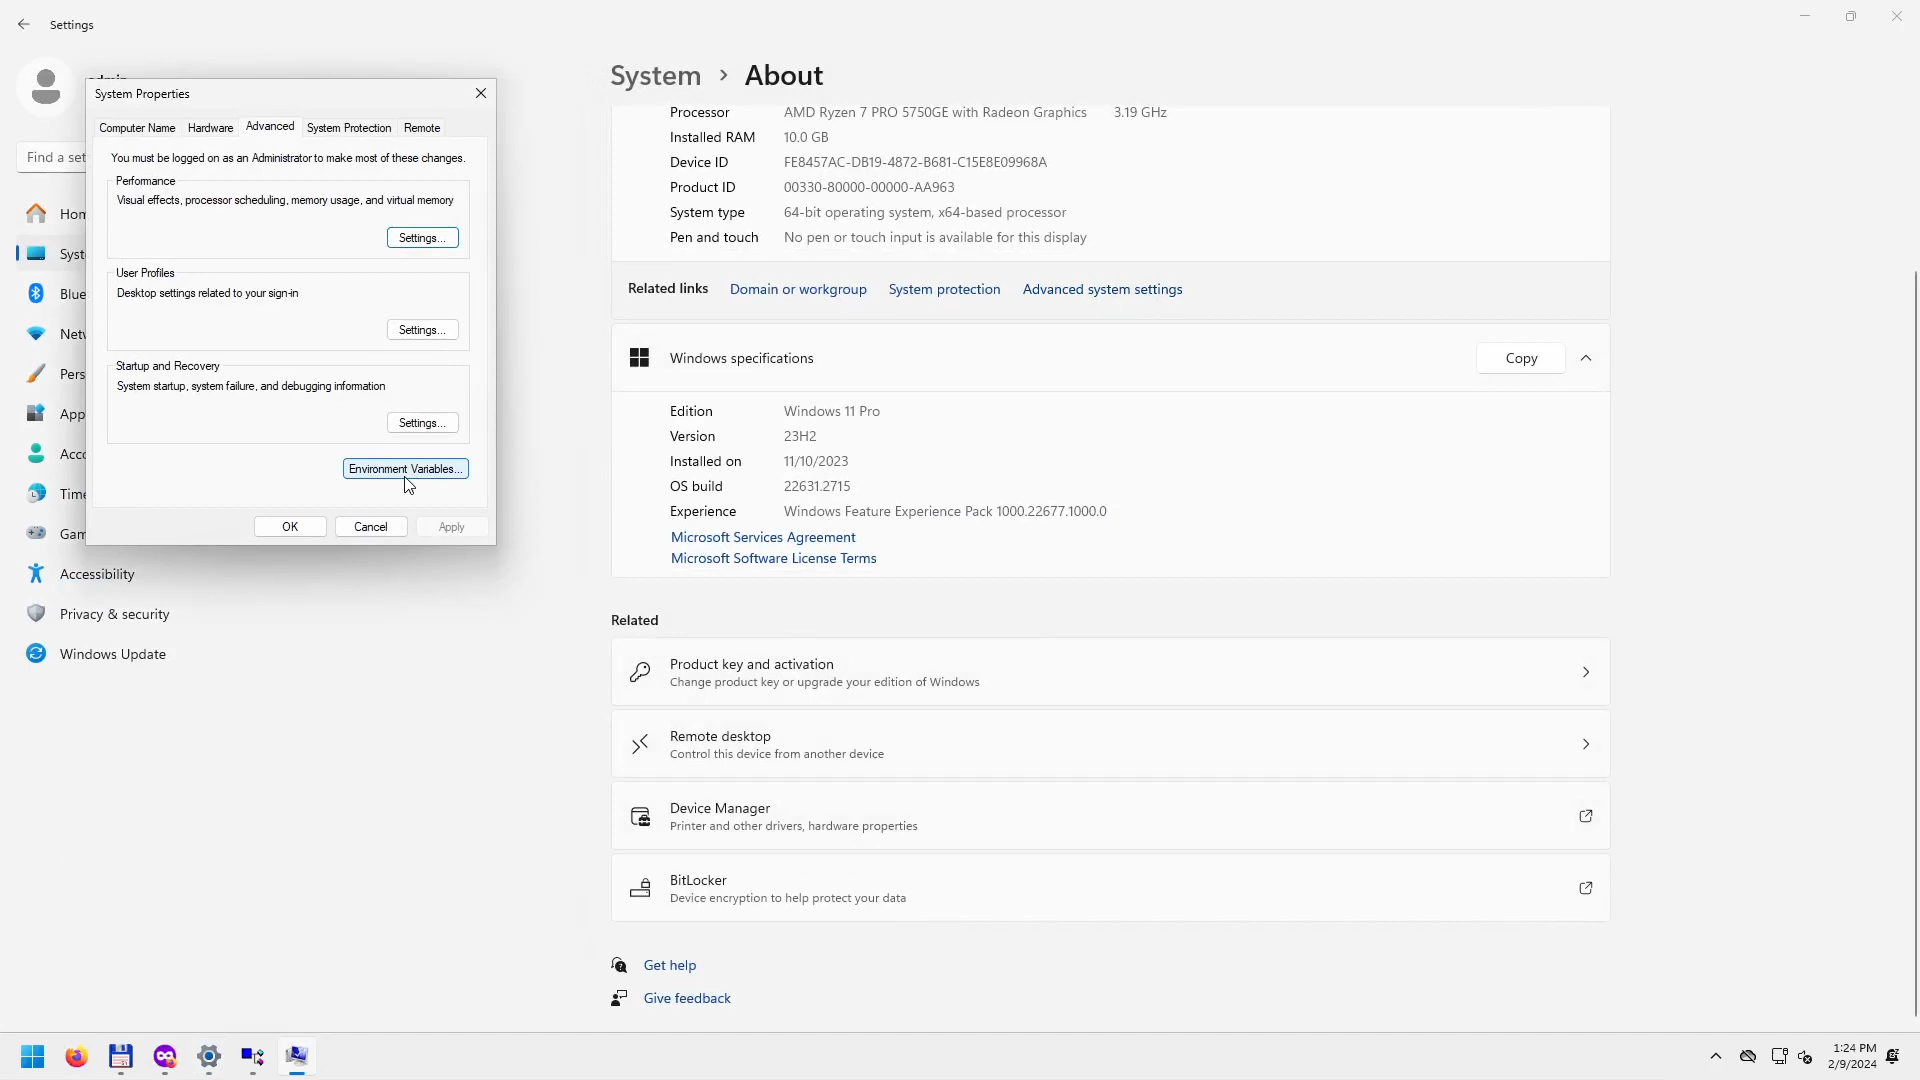 Settings
admin
System Properties
Computer Name
Hardware
Advanced
System Protection
Remote
You must be logged on as an Administrator to make most of these changes.
Performance
Visual effects, processor scheduling, memory usage, and virtual memory
Settings...
User Profiles
Desktop settings related to your sign-in
Settings...
Startup and Recovery
System startup, system failure, and debugging information
Settings...
Environment Variables...
OK
Cancel
Apply
Find a set
Hom
Syst
Blue
Netw
Pers
App
Acco
Time
Gam
Accessibility
Privacy & security
Windows Update
System > About
Processor AMD Ryzen 7 PRO 5750GE with Radeon Graphics 3.19 GHz
Installed RAM 10.0 GB
Device ID FE8457AC-DB19-4872-B681-C15E8E09968A
Product ID 00330-80000-00000-AA963
System type 64-bit operating system, x64-based processor
Pen and touch No pen or touch input is available for this display
Related links Domain or workgroup System protection Advanced system settings
Windows specifications
Copy
Edition Windows 11 Pro
Version 23H2
Installed on 11/10/2023
OS build 22631.2715
Experience Windows Feature Experience Pack 1000.22677.1000.0
Microsoft Services Agreement
Microsoft Software License Terms
Related
Product key and activation
Change product key or upgrade your edition of Windows
Remote desktop
Control this device from another device
Device Manager
Printer and other drivers, hardware properties
BitLocker
Device encryption to help protect your data
Get help
Give feedback
1:24 PM
2/9/2024